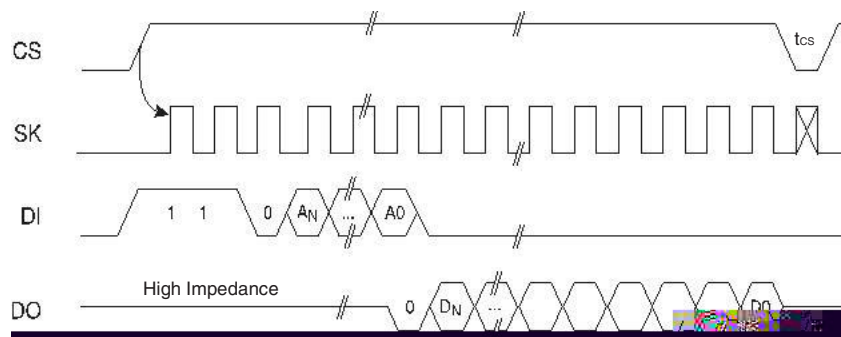 CS tCS
SK
DI 1 1 0 AN ... A0
High Impedance
DO 0 DN ... D0